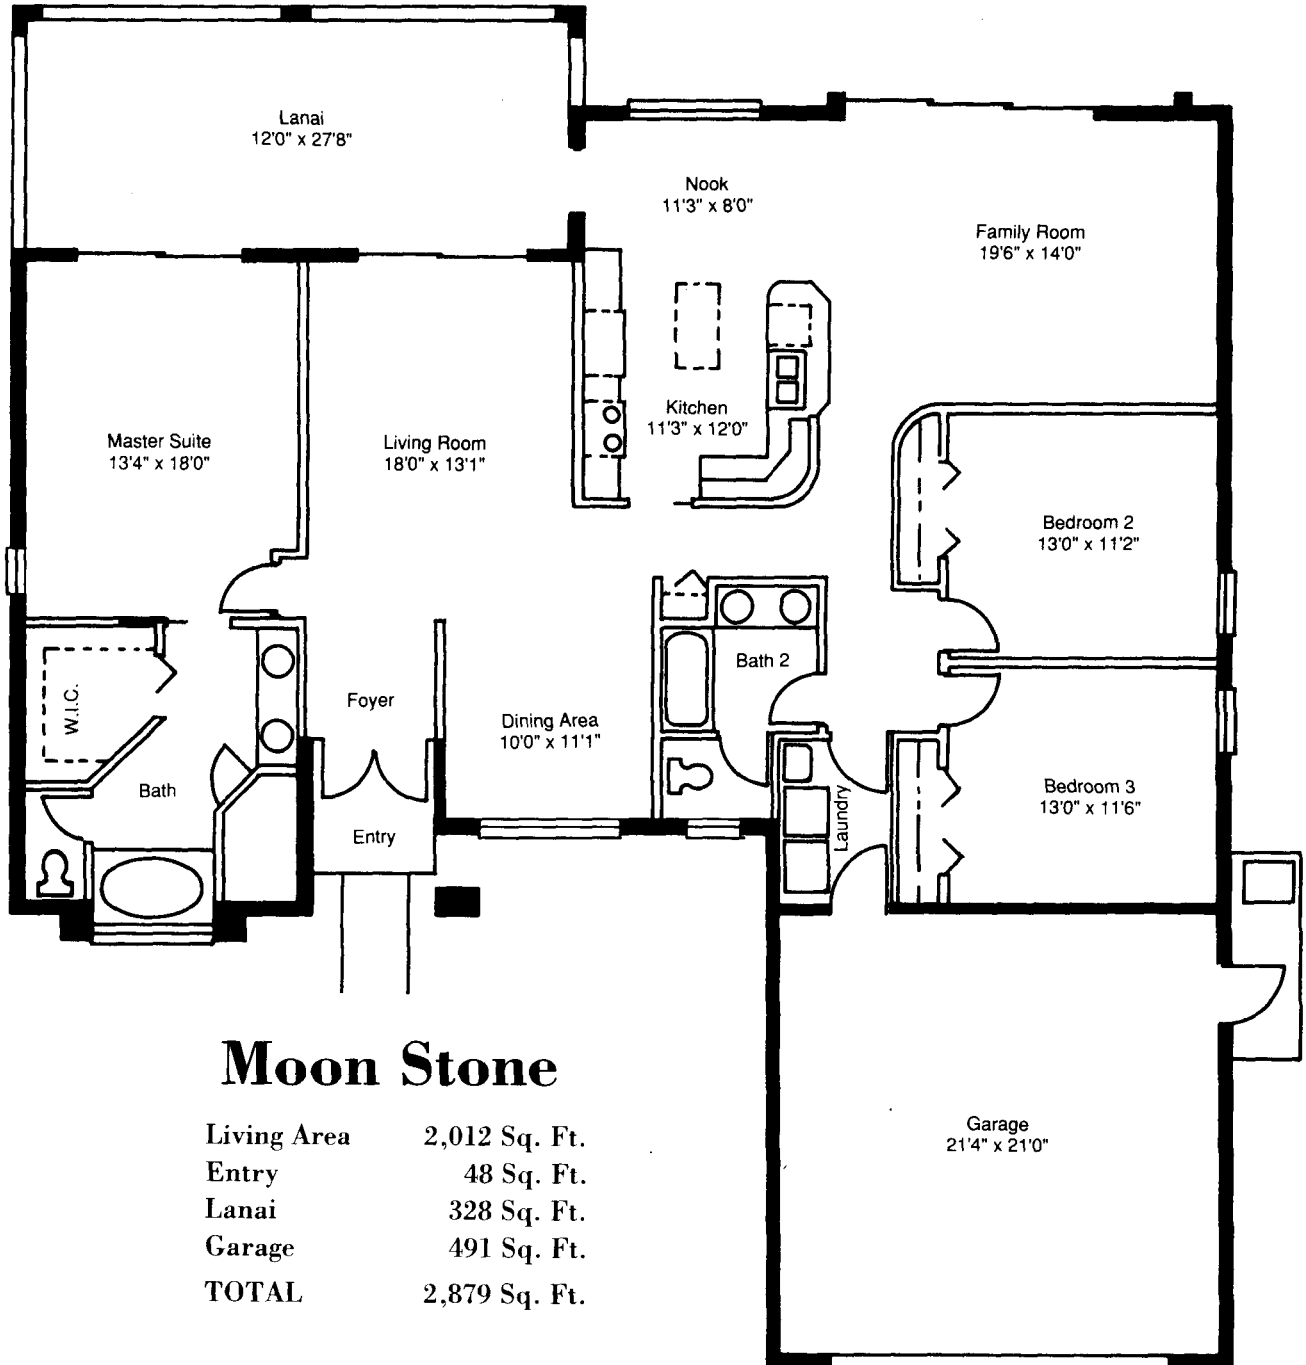 Lanai
12'0" x 27'8"
Nook
11'3" x 8'0"
Family Room
19'6" x 14'0"
Kitchen
11'3" x 12'0"
Master Suite
13'4" x 18'0"
Living Room
18'0" x 13'1"
Bedroom 2
13'0" x 11'2"
Bath 2
W.I.C.
Foyer
Dining Area
10'0" x 11'1"
Bath
Entry
Laundry
Bedroom 3
13'0" x 11'6"
Garage
21'4" x 21'0"
Moon Stone
Living Area 2,012 Sq. Ft.
Entry 48 Sq. Ft.
Lanai 328 Sq. Ft.
Garage 491 Sq. Ft.
TOTAL 2,879 Sq. Ft.